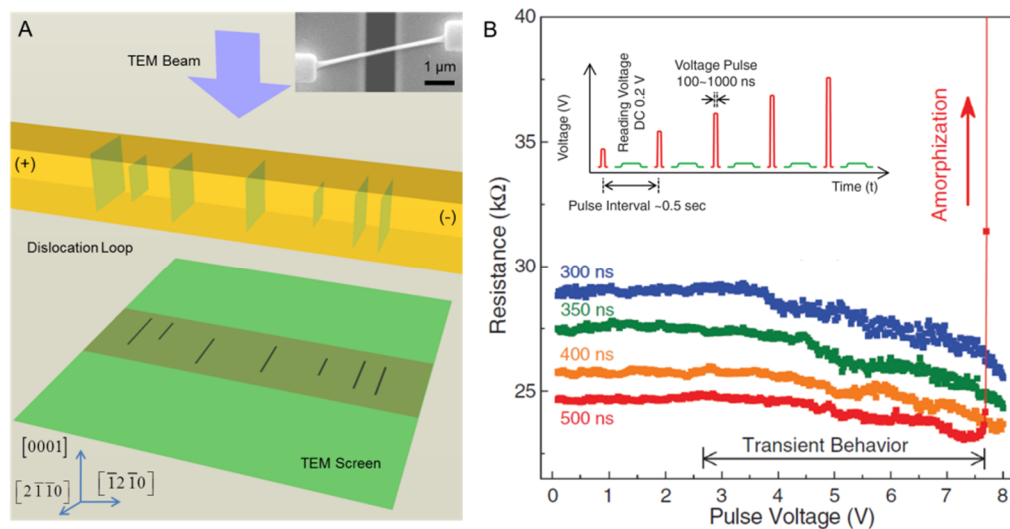 A
TEM Beam
1 μm
(+)
(-)
Dislocation Loop
TEM Screen
[0001]
[2̄1̄1̄0]
[1̄21̄0]
B
Resistance (kΩ)
40
35
30
25
Voltage (V)
Reading Voltage
DC 0.2 V
Voltage Pulse
100~1000 ns
Time (t)
Pulse Interval ~0.5 sec
Amorphization
300 ns
350 ns
400 ns
500 ns
Transient Behavior
0 1 2 3 4 5 6 7 8
Pulse Voltage (V)